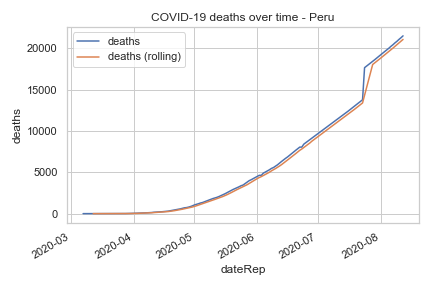 COVID-19 deaths over time - Peru
deaths
deaths (rolling)
20000
15000
10000
5000
0
deaths
2020-03
2020-04
2020-05
2020-06
2020-07
2020-08
dateRep